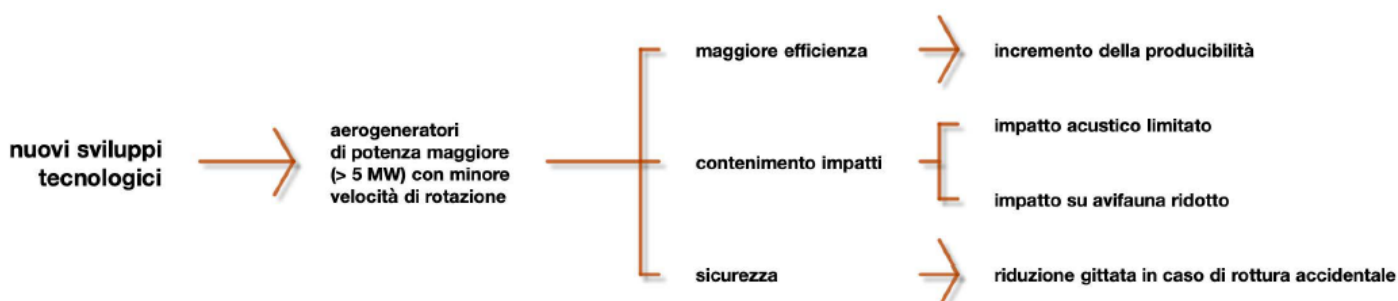 nuovi sviluppi
tecnologici
aerogeneratori
di potenza maggiore
(> 5 MW) con minore
velocità di rotazione
maggiore efficienza
incremento della producibilità
contenimento impatti
impatto acustico limitato
impatto su avifauna ridotto
sicurezza
riduzione gittata in caso di rottura accidentale